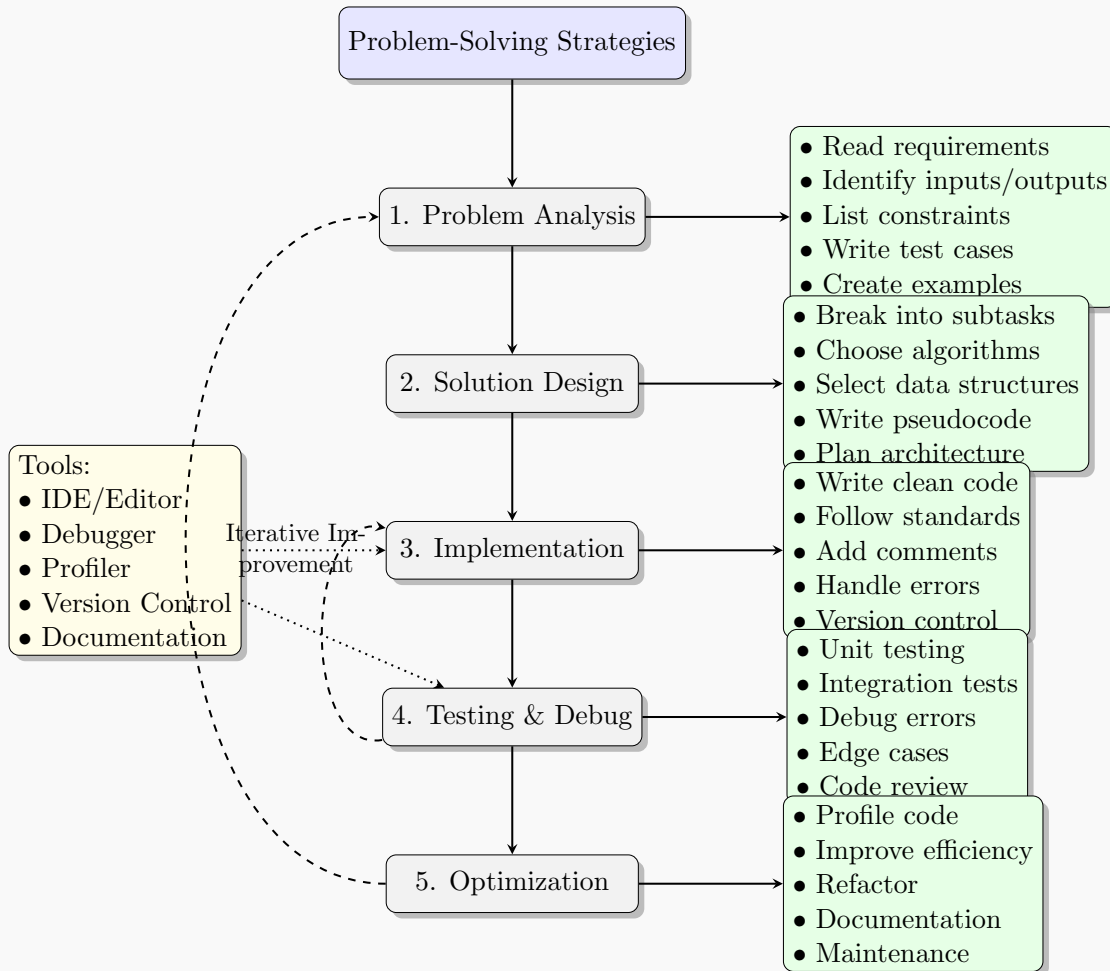 Problem-Solving Strategies
1. Problem Analysis
• Read requirements
• Identify inputs/outputs
• List constraints
• Write test cases
• Create examples
2. Solution Design
• Break into subtasks
• Choose algorithms
• Select data structures
• Write pseudocode
• Plan architecture
Tools:
• IDE/Editor
• Debugger
• Profiler
• Version Control
• Documentation
Iterative Im-
provement
3. Implementation
• Write clean code
• Follow standards
• Add comments
• Handle errors
• Version control
4. Testing & Debug
• Unit testing
• Integration tests
• Debug errors
• Edge cases
• Code review
5. Optimization
• Profile code
• Improve efficiency
• Refactor
• Documentation
• Maintenance